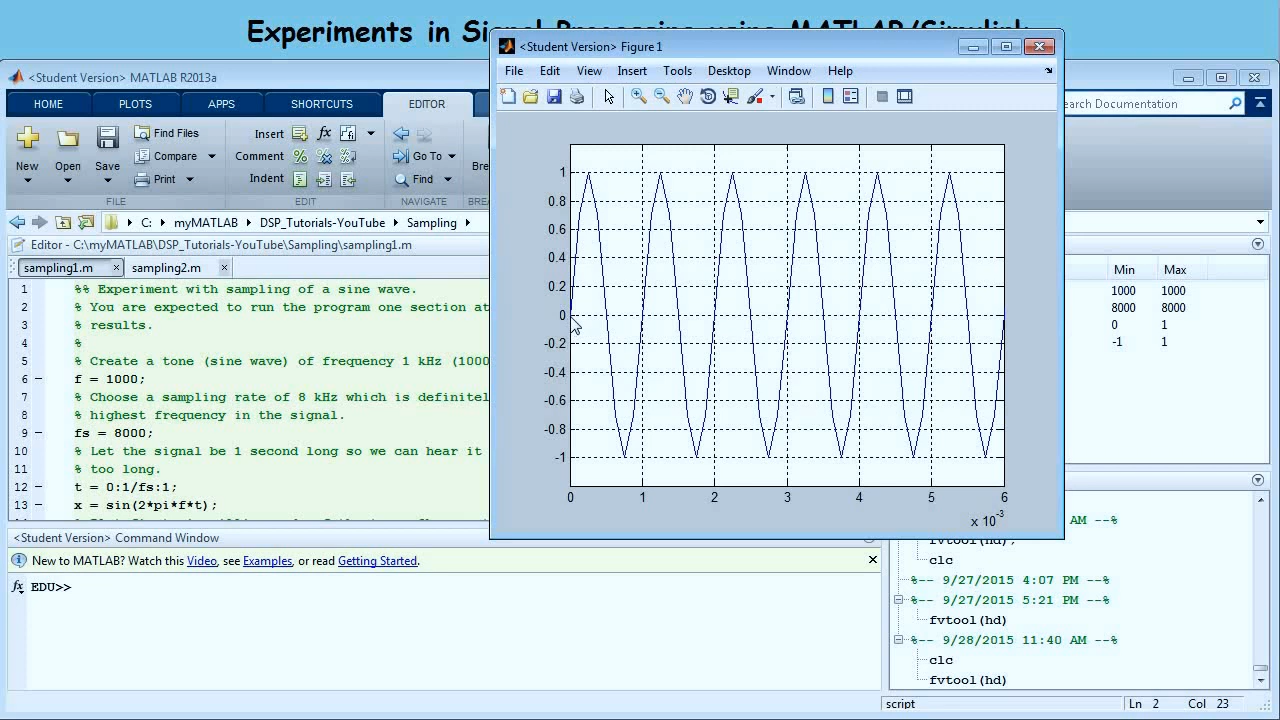 Experiments in Signal Processing using MATLAB/Simulink
<Student Version> MATLAB R2013a
HOME PLOTS APPS SHORTCUTS EDITOR
Search Documentation
New Open Save
Find Files
Compare
Print
FILE
Insert
Comment
Indent
EDIT
Go To
Find
NAVIGATE
C: myMATLAB DSP_Tutorials-YouTube Sampling
Editor - C:\myMATLAB\DSP_Tutorials-YouTube\Sampling\sampling1.m
sampling1.m × sampling2.m ×
1 %% Experiment with sampling of a sine wave.
2 % You are expected to run the program one section at
3 % results.
4 %
5 % Create a tone (sine wave) of frequency 1 kHz (1000
6 – f = 1000;
7 % Choose a sampling rate of 8 kHz which is definitel
8 % highest frequency in the signal.
9 – fs = 8000;
10 % Let the signal be 1 second long so we can hear it
11 % too long.
12 – t = 0:1/fs:1;
13 – x = sin(2*pi*f*t);
<Student Version> Command Window
New to MATLAB? Watch this Video, see Examples, or read Getting Started.
fx EDU>>
<Student Version> Figure 1
File Edit View Insert Tools Desktop Window Help
1
0.8
0.6
0.4
0.2
0
-0.2
-0.4
-0.6
-0.8
-1
0 1 2 3 4 5 6
x 10-3
Min Max
1000 1000
8000 8000
0 1
-1 1
AM --%
fvtool(hd);
clc
%-- 9/27/2015 4:07 PM --%
%-- 9/27/2015 5:21 PM --%
fvtool(hd)
%-- 9/28/2015 11:40 AM --%
clc
fvtool(hd)
script Ln 2 Col 23